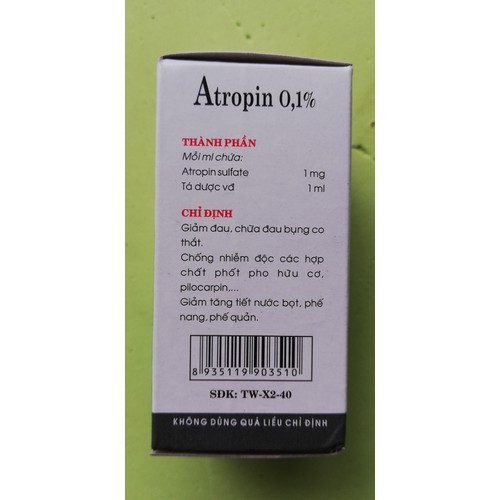 Atropin 0,1%
THÀNH PHẦN
Mỗi ml chứa:
Atropin sulfate 1 mg
Tá dược vđ 1 ml
CHỈ ĐỊNH
Giảm đau, chữa đau bụng co
thắt.
Chống nhiễm độc các hợp
chất phốt pho hữu cơ,
pilocarpin,...
Giảm tăng tiết nước bọt, phế
nang, phế quản.
8 935119 903510
SĐK: TW-X2-40
KHÔNG DÙNG QUÁ LIỀU CHỈ ĐỊNH